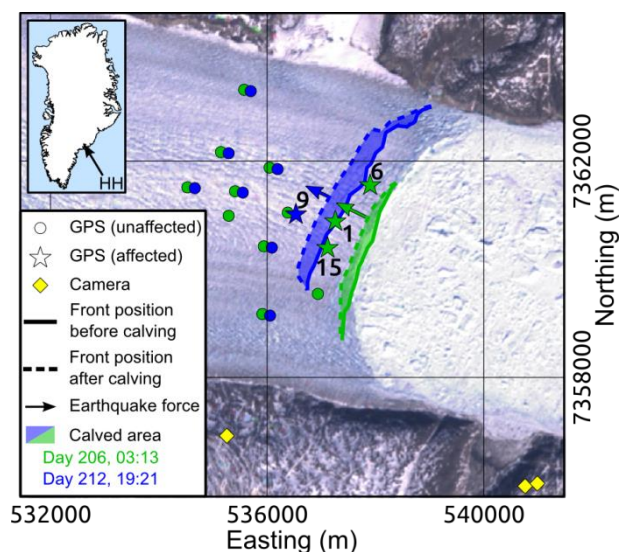 HH
7362000
6
9
1
15
Northing (m)
7358000
GPS (unaffected)
GPS (affected)
Camera
Front position
before calving
Front position
after calving
Earthquake force
Calved area
Day 206, 03:13
Day 212, 19:21
532000
536000
540000
Easting (m)